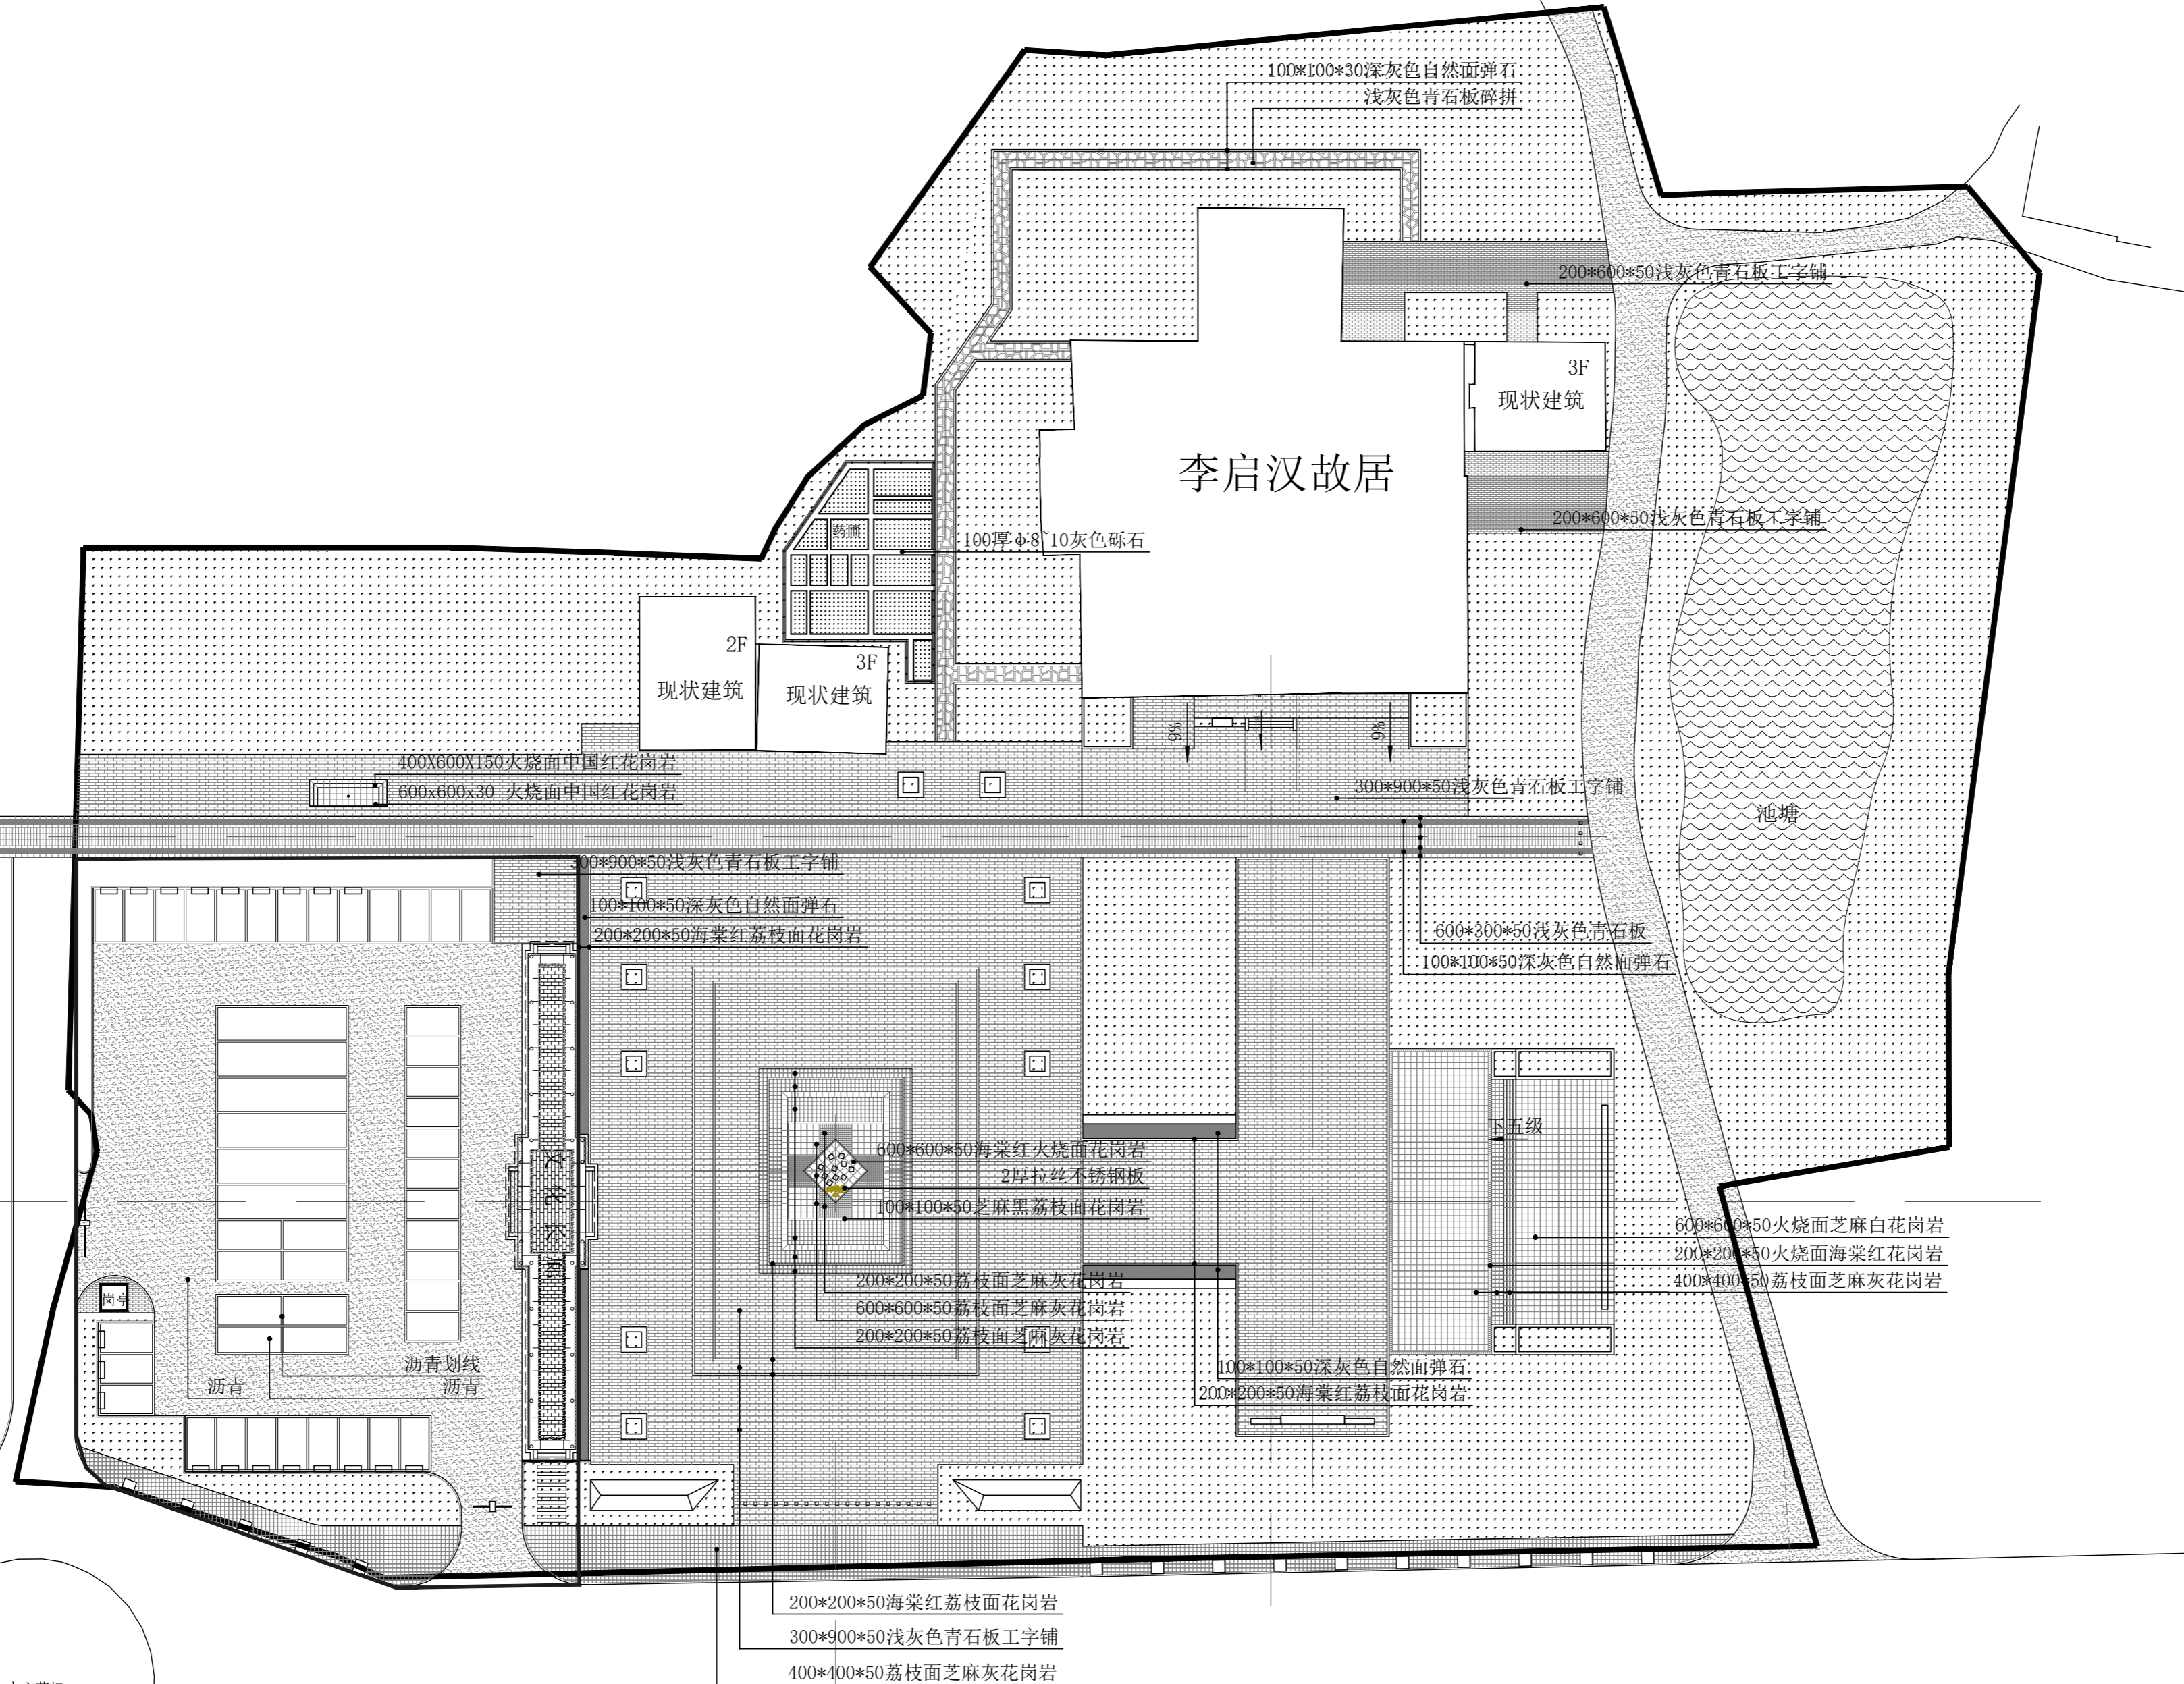 100*100*30深灰色自然面弹石
浅灰色青石板碎拼
200*600*50浅灰色青石板工字铺
3F
现状建筑
李启汉故居
200*600*50浅灰色青石板工字铺
药圃
100厚φ8~10灰色砾石
2F
现状建筑
3F
现状建筑
9%
9%
400X600X150火烧面中国红花岗岩
600x600x30 火烧面中国红花岗岩
300*900*50浅灰色青石板工字铺
池塘
300*900*50浅灰色青石板工字铺
100*100*50深灰色自然面弹石
200*200*50海棠红荔枝面花岗岩
600*300*50浅灰色青石板
100*100*50深灰色自然面弹石
下五级
文化长廊
600*600*50海棠红火烧面花岗岩
2厚拉丝不锈钢板
100*100*50芝麻黑荔枝面花岗岩
600*600*50火烧面芝麻白花岗岩
200*200*50火烧面海棠红花岗岩
400*400*50荔枝面芝麻灰花岗岩
200*200*50荔枝面芝麻灰花岗岩
600*600*50荔枝面芝麻灰花岗岩
200*200*50荔枝面芝麻灰花岗岩
岗亭
沥青划线
沥青
沥青
100*100*50深灰色自然面弹石
200*200*50海棠红荔枝面花岗岩
200*200*50海棠红荔枝面花岗岩
300*900*50浅灰色青石板工字铺
400*400*50荔枝面芝麻灰花岗岩